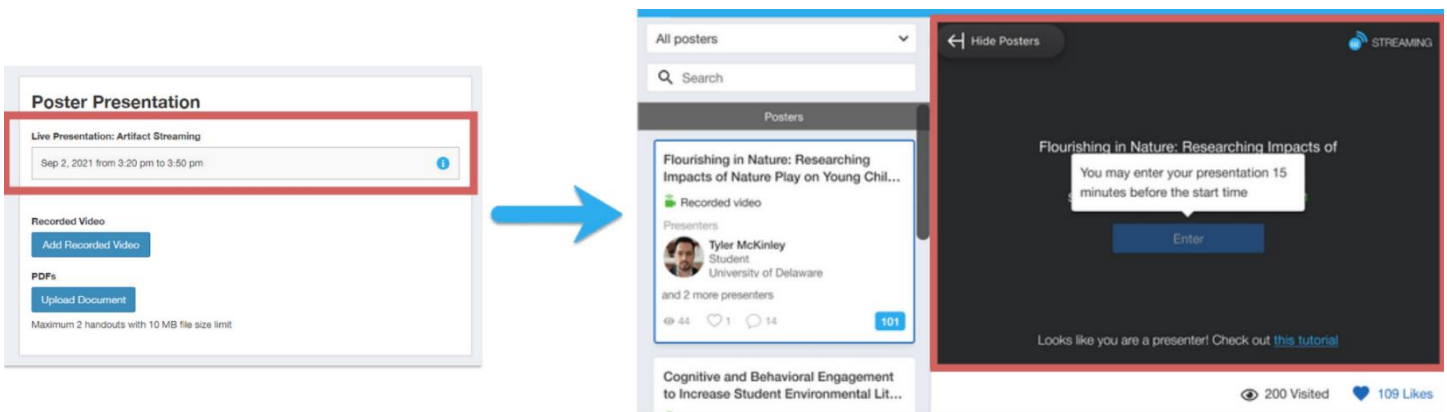 Poster Presentation
Live Presentation: Artifact Streaming
Sep 2, 2021 from 3:20 pm to 3:50 pm
Recorded Video
Add Recorded Video
PDFs
Upload Document
Maximum 2 handouts with 10 MB file size limit
All posters
Search
Posters
Flourishing in Nature: Researching
Impacts of Nature Play on Young Chil...
Recorded video
Presenters
Tyler McKinley
Student
University of Delaware
and 2 more presenters
44 1 14 101
Cognitive and Behavioral Engagement
to Increase Student Environmental Lit...
Hide Posters
STREAMING
Flourishing in Nature: Researching Impacts of
You may enter your presentation 15
minutes before the start time
Enter
Looks like you are a presenter! Check out this tutorial
200 Visited 109 Likes